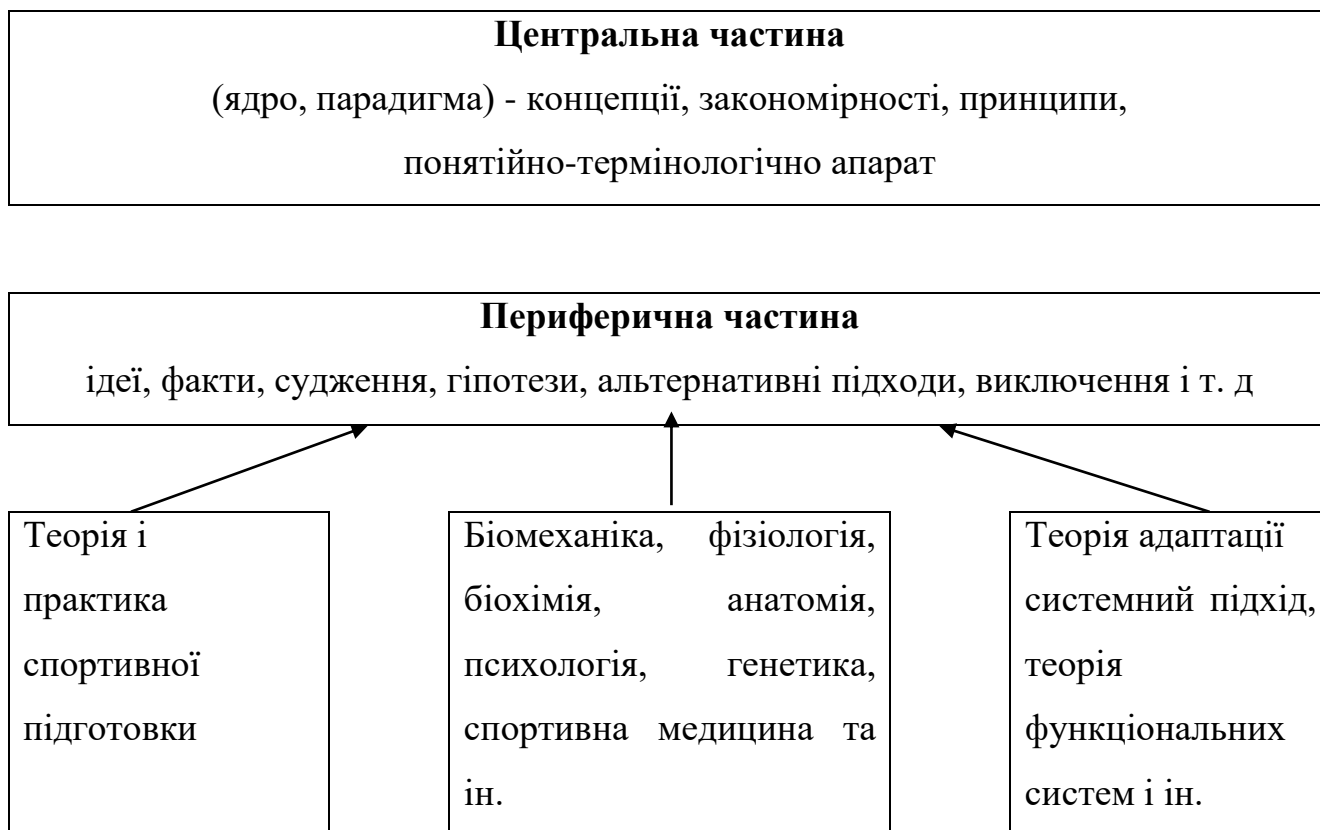 Центральна частина
(ядро, парадигма) - концепції, закономірності, принципи,
понятійно-термінологічно апарат
Периферична частина
ідеї, факти, судження, гіпотези, альтернативні підходи, виключення і т. д
Теорія і
практика
спортивної
підготовки
Біомеханіка, фізіологія,
біохімія, анатомія,
психологія, генетика,
спортивна медицина та
ін.
Теорія адаптації
системний підхід,
теорія
функціональних
систем і ін.